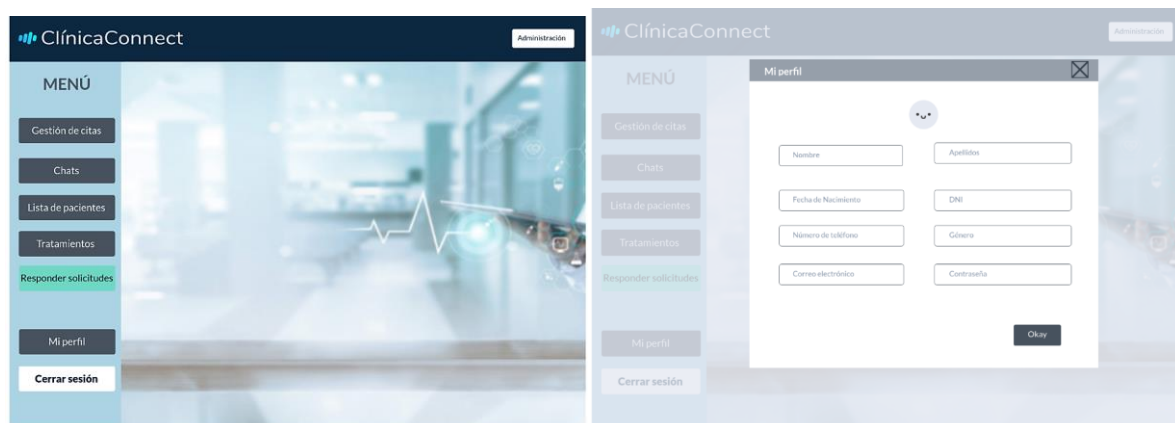 ClínicaConnect
Administración
MENÚ
Gestión de citas
Chats
Lista de pacientes
Tratamientos
Responder solicitudes
Mi perfil
Cerrar sesión
ClínicaConnect
Administración
MENÚ
Gestión de citas
Chats
Lista de pacientes
Tratamientos
Responder solicitudes
Mi perfil
Cerrar sesión
Mi perfil
Nombre
Apellidos
Fecha de Nacimiento
DNI
Número de teléfono
Género
Correo electrónico
Contraseña
Okay